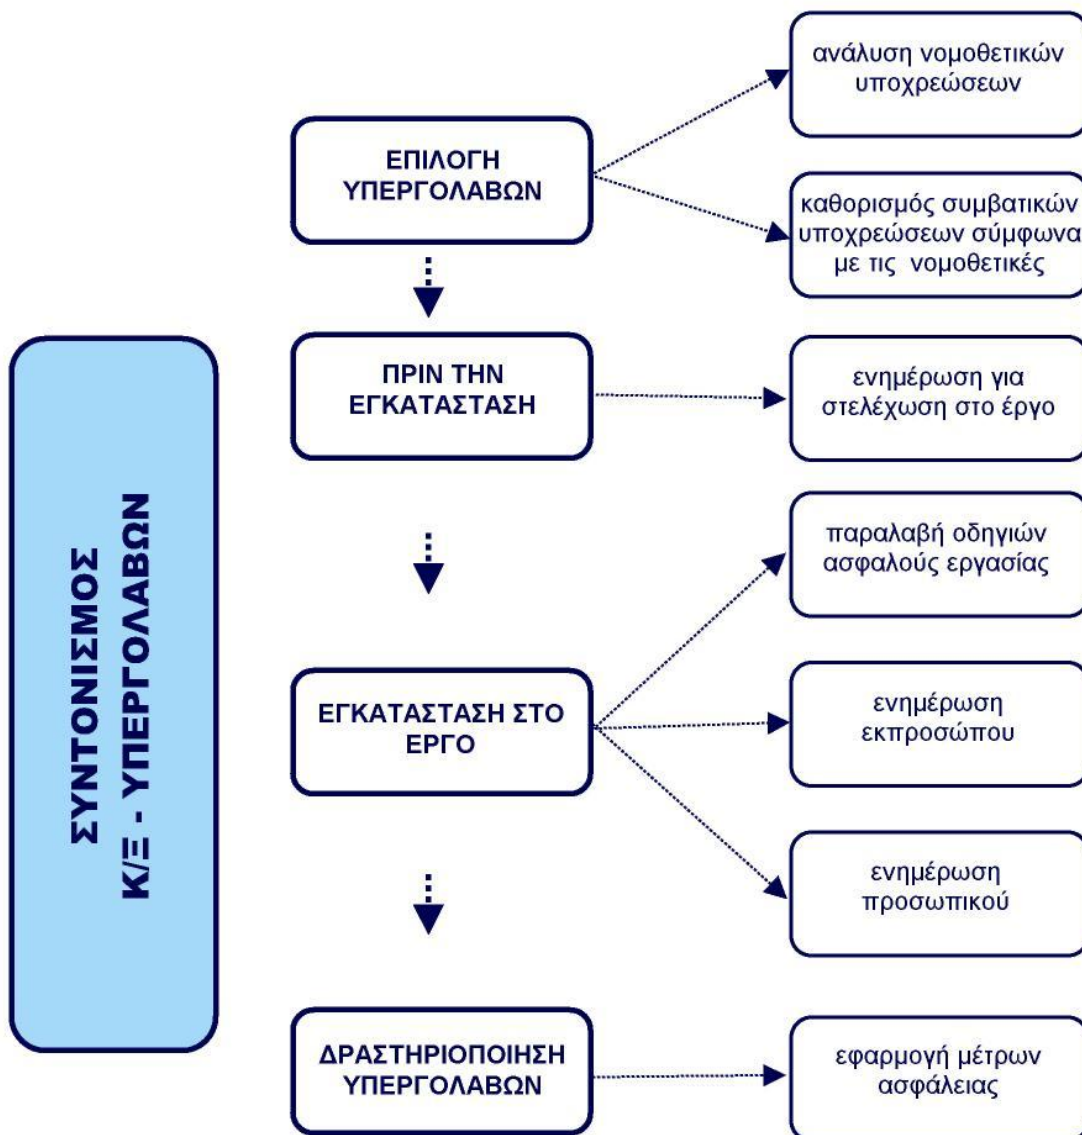 ΣΥΝΤΟΝΙΣΜΟΣ
Κ/Ξ - ΥΠΕΡΓΟΛΑΒΩΝ
ΕΠΙΛΟΓΗ
ΥΠΕΡΓΟΛΑΒΩΝ
ανάλυση νομοθετικών
υποχρεώσεων
καθορισμός συμβατικών
υποχρεώσεων σύμφωνα
με τις νομοθετικές
ΠΡΙΝ ΤΗΝ
ΕΓΚΑΤΑΣΤΑΣΗ
ενημέρωση για
στελέχωση στο έργο
ΕΓΚΑΤΑΣΤΑΣΗ ΣΤΟ
ΕΡΓΟ
παραλαβή οδηγιών
ασφαλούς εργασίας
ενημέρωση
εκπροσώπου
ενημέρωση
προσωπικού
ΔΡΑΣΤΗΡΙΟΠΟΙΗΣΗ
ΥΠΕΡΓΟΛΑΒΩΝ
εφαρμογή μέτρων
ασφάλειας